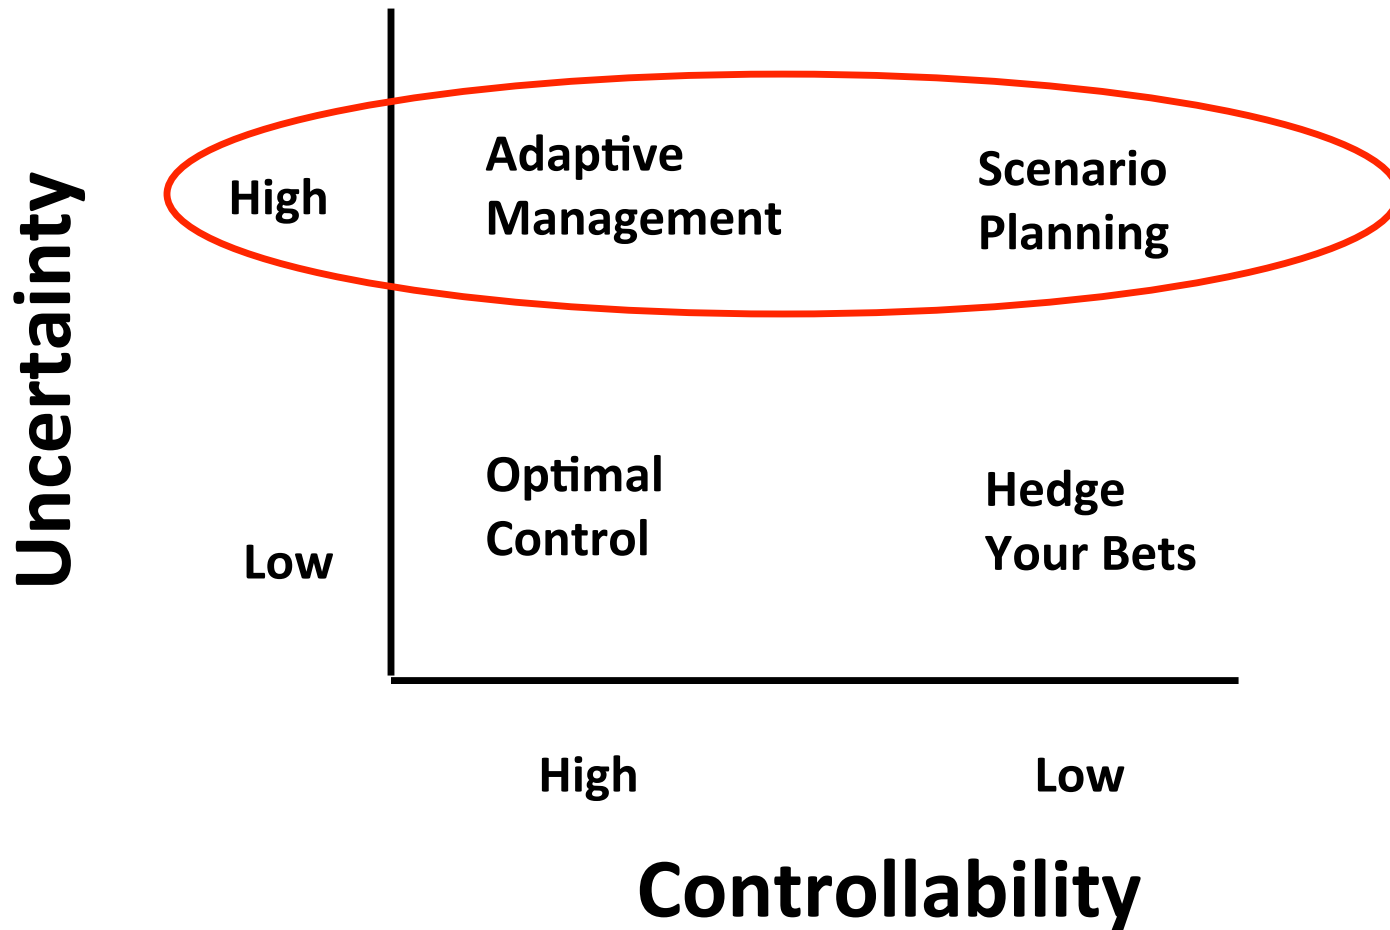 Uncertainty
High
Adaptive
Management
Scenario
Planning
Low
Optimal
Control
Hedge
Your Bets
High
Low
Controllability